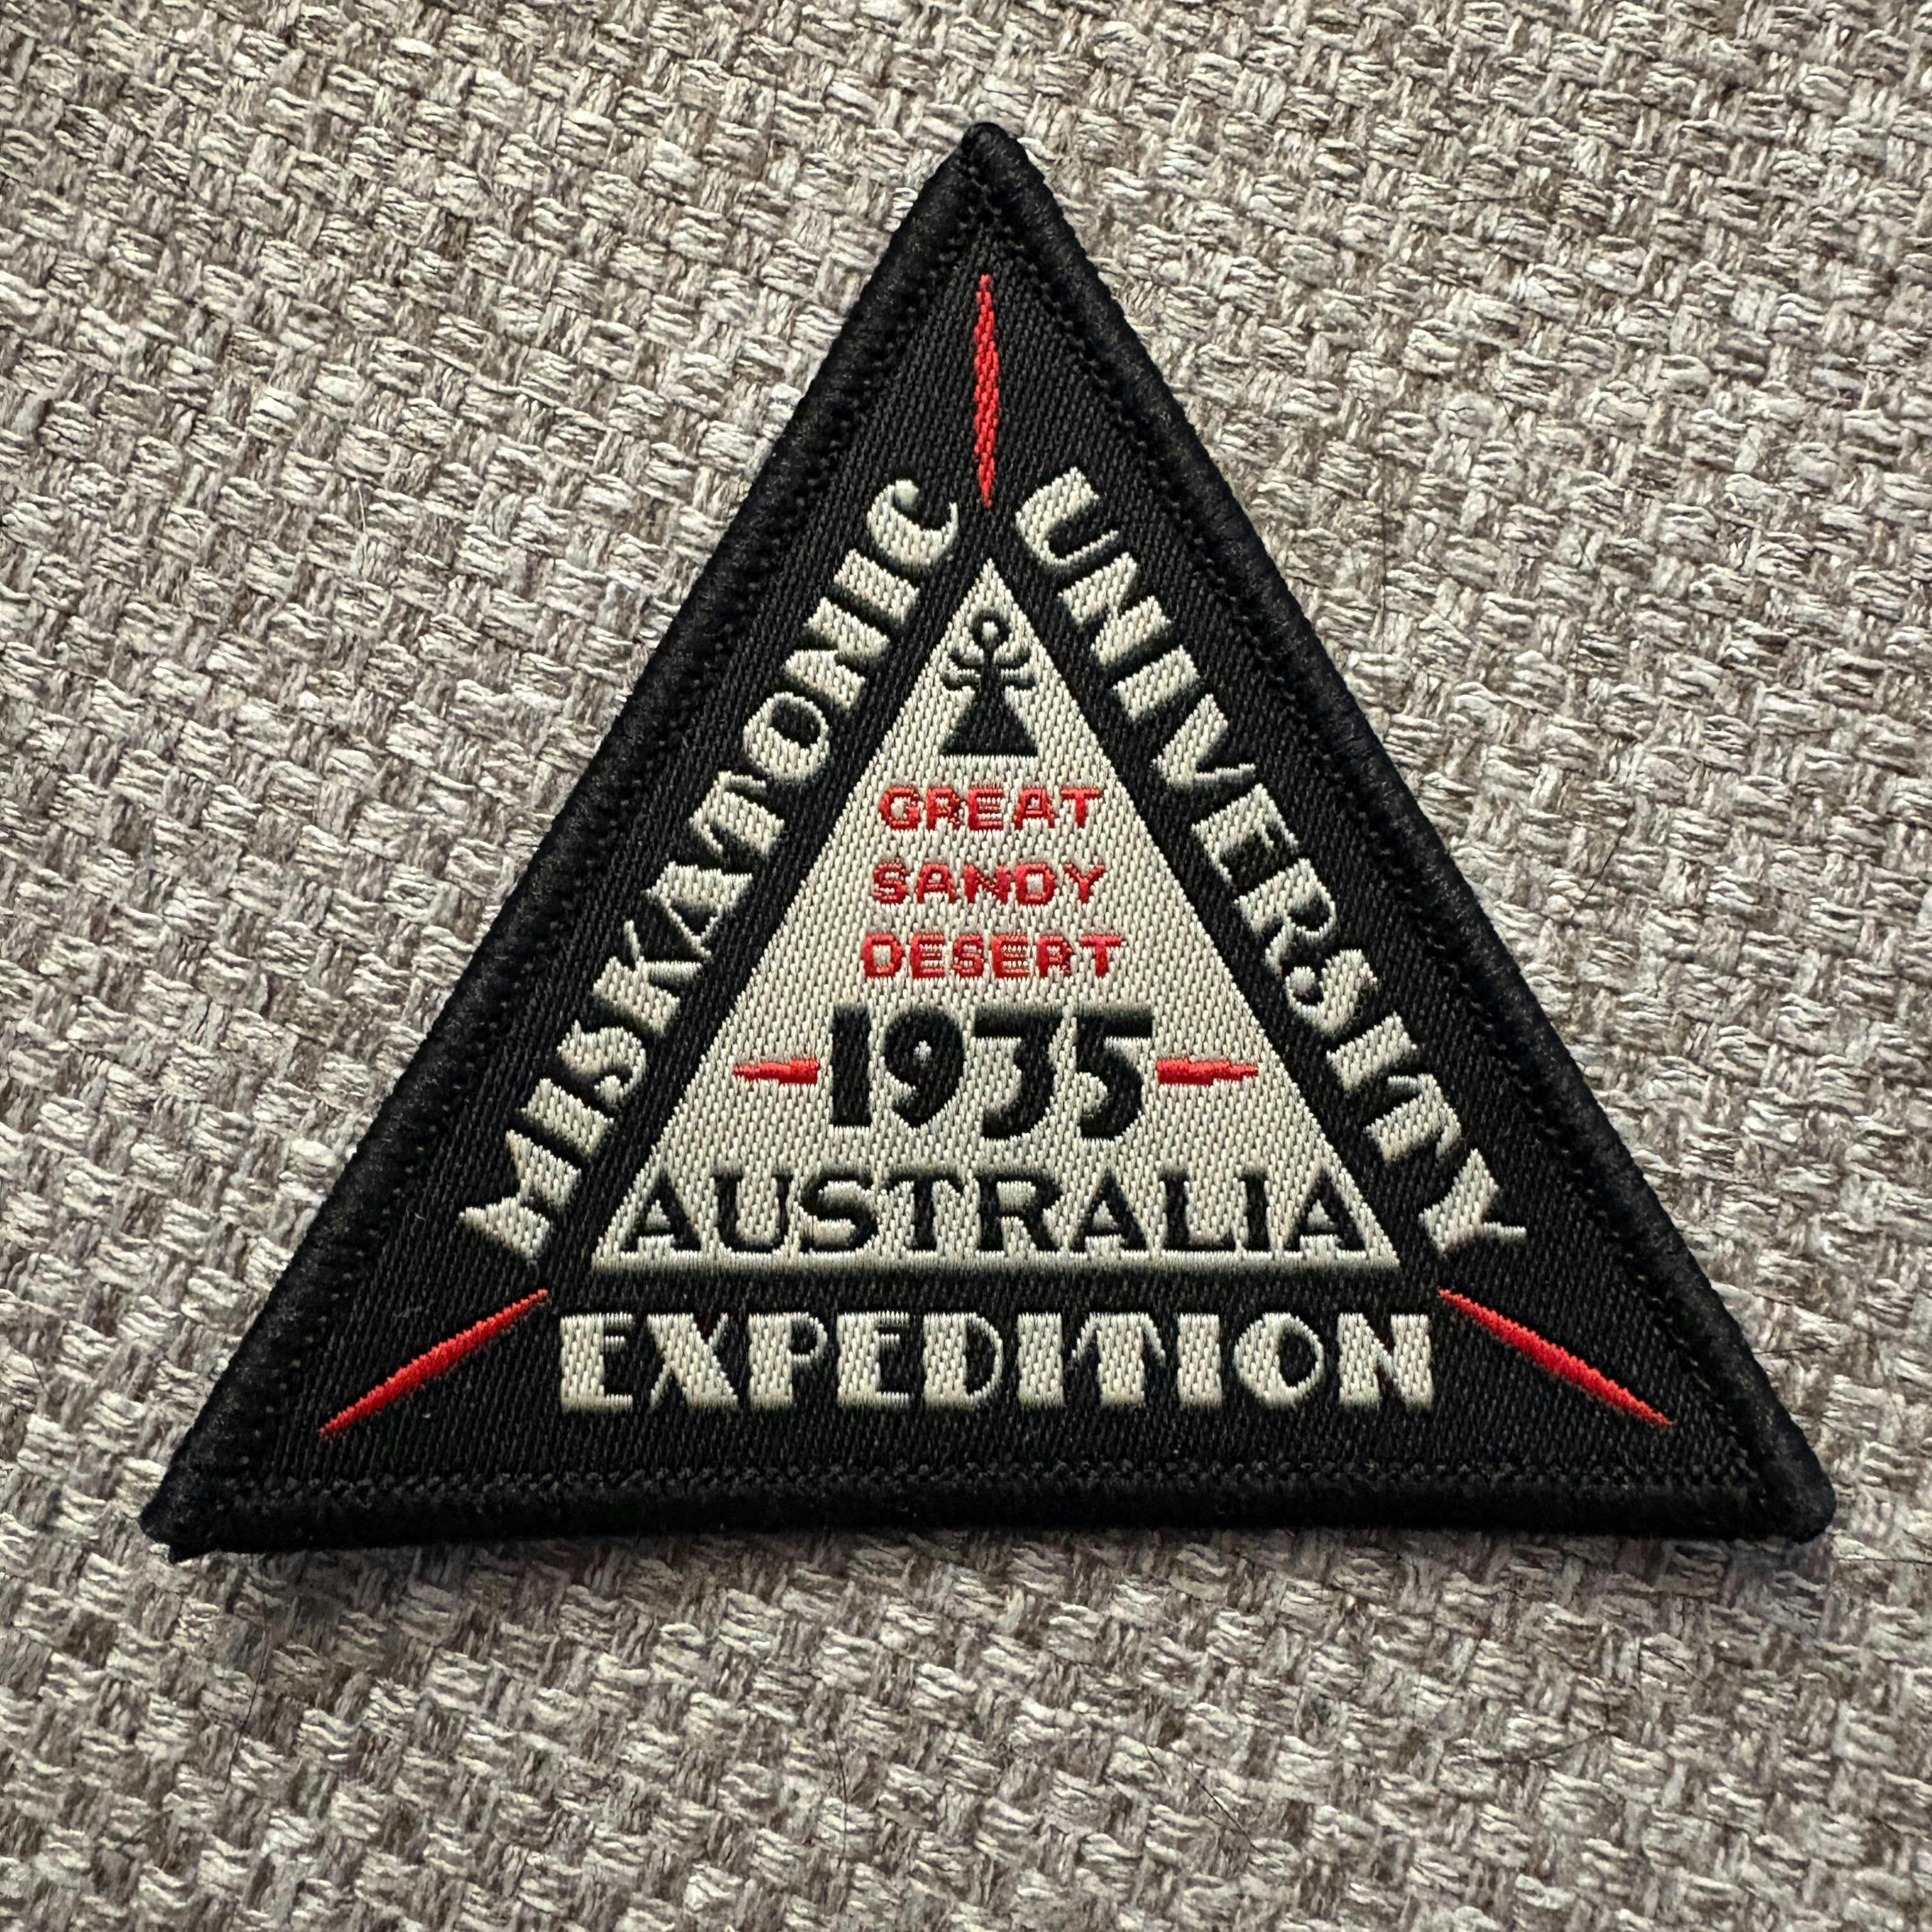 MISKATONIC
UNIVERSITY
GREAT
SANDY
DESERT
1935
AUSTRALIA
EXPEDITION